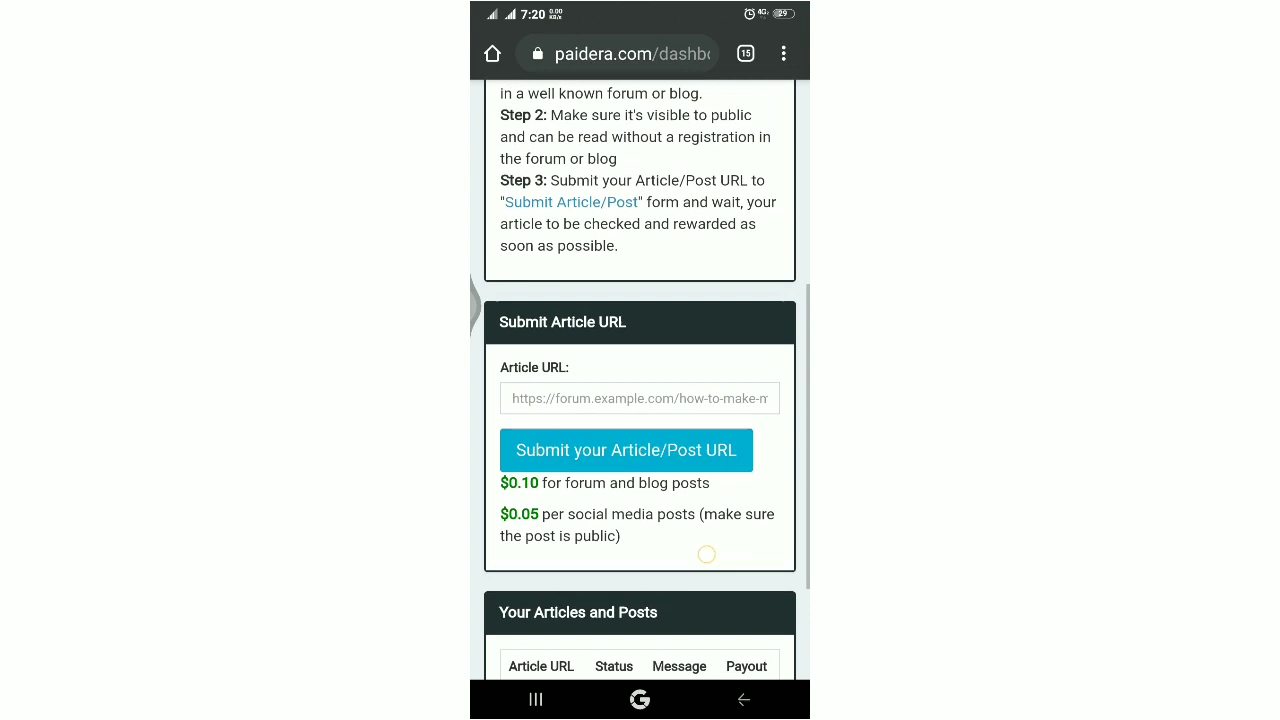 7:20 0.00 KB/s 4G 29
paidera.com/dashbo 15
in a well known forum or blog.
Step 2: Make sure it's visible to public
and can be read without a registration in
the forum or blog
Step 3: Submit your Article/Post URL to
"Submit Article/Post" form and wait, your
article to be checked and rewarded as
soon as possible.
Submit Article URL
Article URL:
https://forum.example.com/how-to-make-m
Submit your Article/Post URL
$0.10 for forum and blog posts
$0.05 per social media posts (make sure
the post is public)
Your Articles and Posts
Article URL Status Message Payout